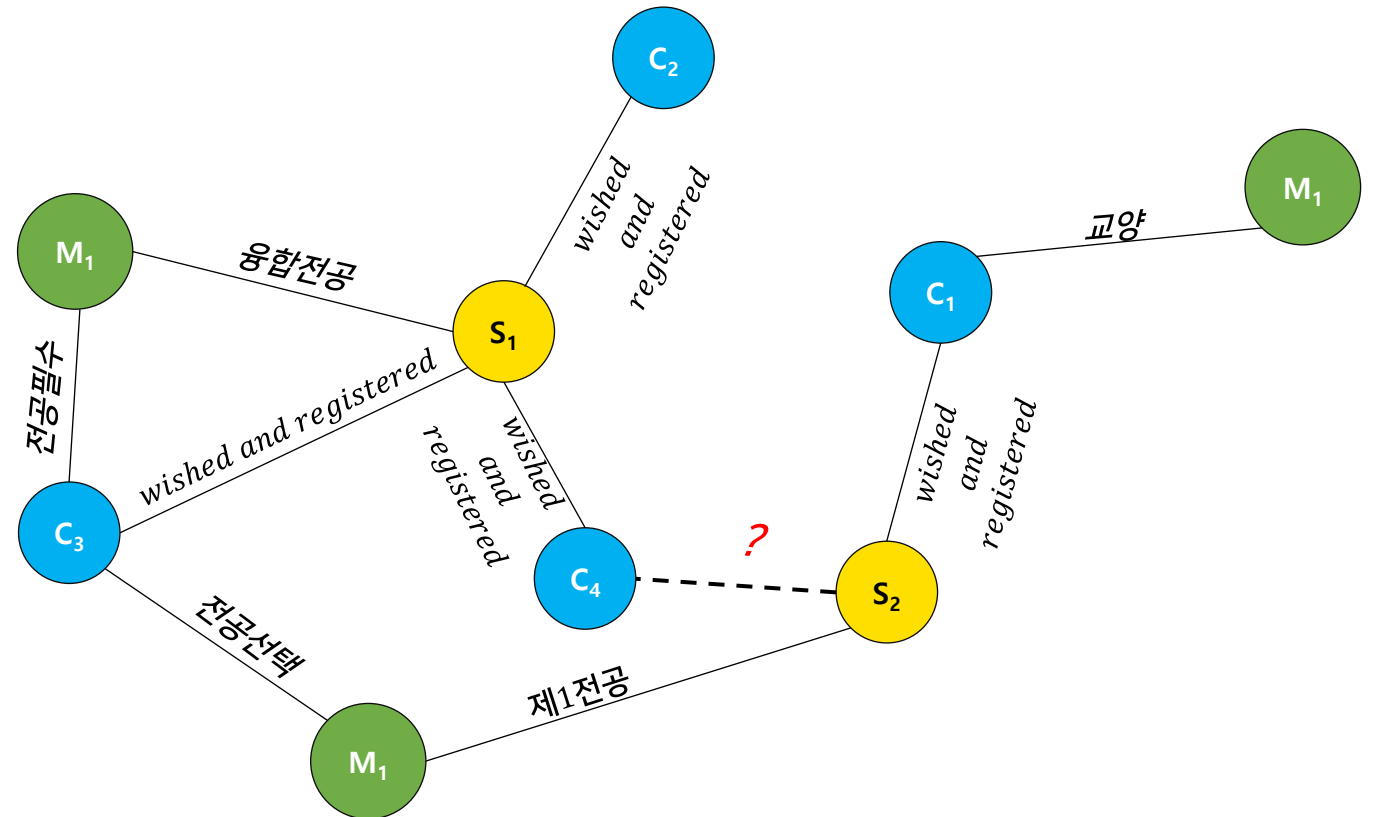 C₂
wished
and
registered
M₁
M₁
융합전공
교양
C₁
S₁
전공필수
wished and registered
wished
and
registered
wished
and
registered
C₃
?
C₄
S₂
전공선택
제1전공
M₁